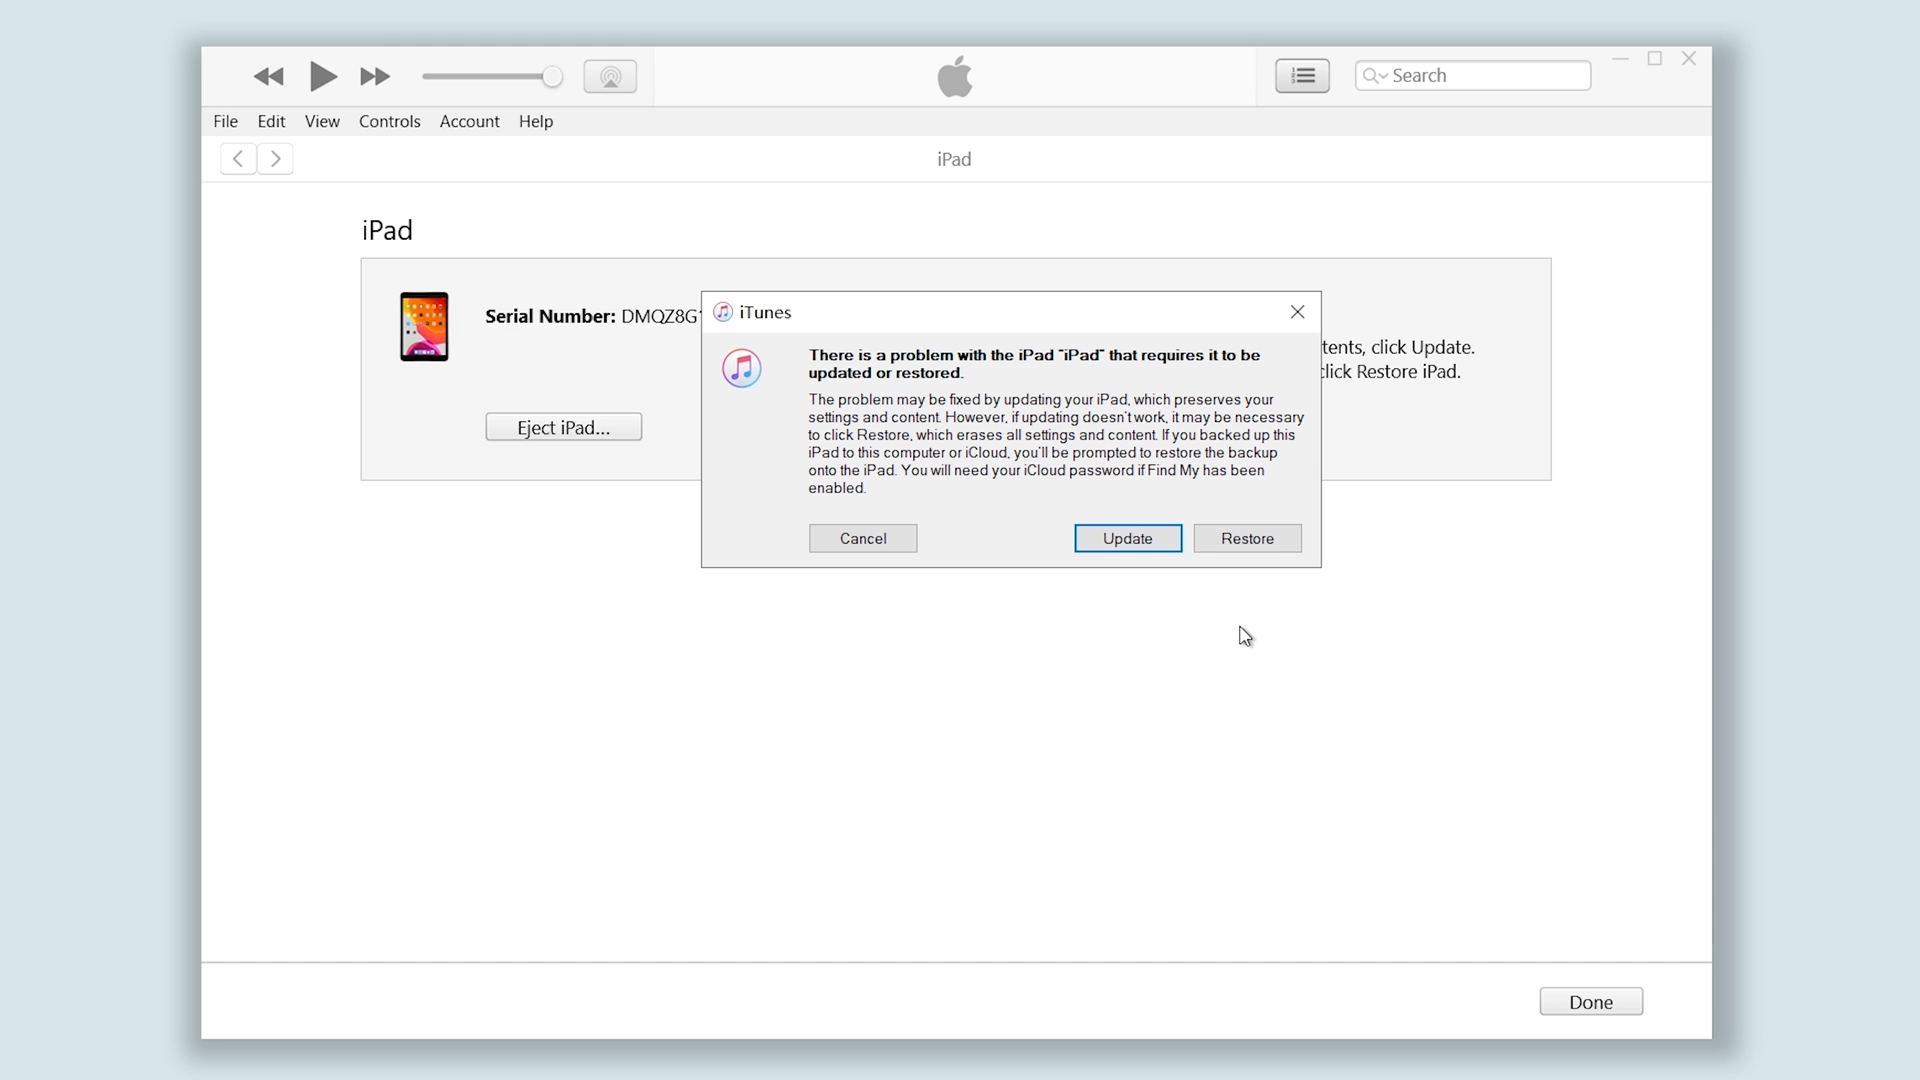 Search
File Edit View Controls Account Help
iPad
iPad
Serial Number: DMQZ8G
tents, click Update.
click Restore iPad.
Eject iPad...
iTunes
There is a problem with the iPad "iPad" that requires it to be
updated or restored.
The problem may be fixed by updating your iPad, which preserves your
settings and content. However, if updating doesn't work, it may be necessary
to click Restore, which erases all settings and content. If you backed up this
iPad to this computer or iCloud, you'll be prompted to restore the backup
onto the iPad. You will need your iCloud password if Find My has been
enabled.
Cancel Update Restore
Done